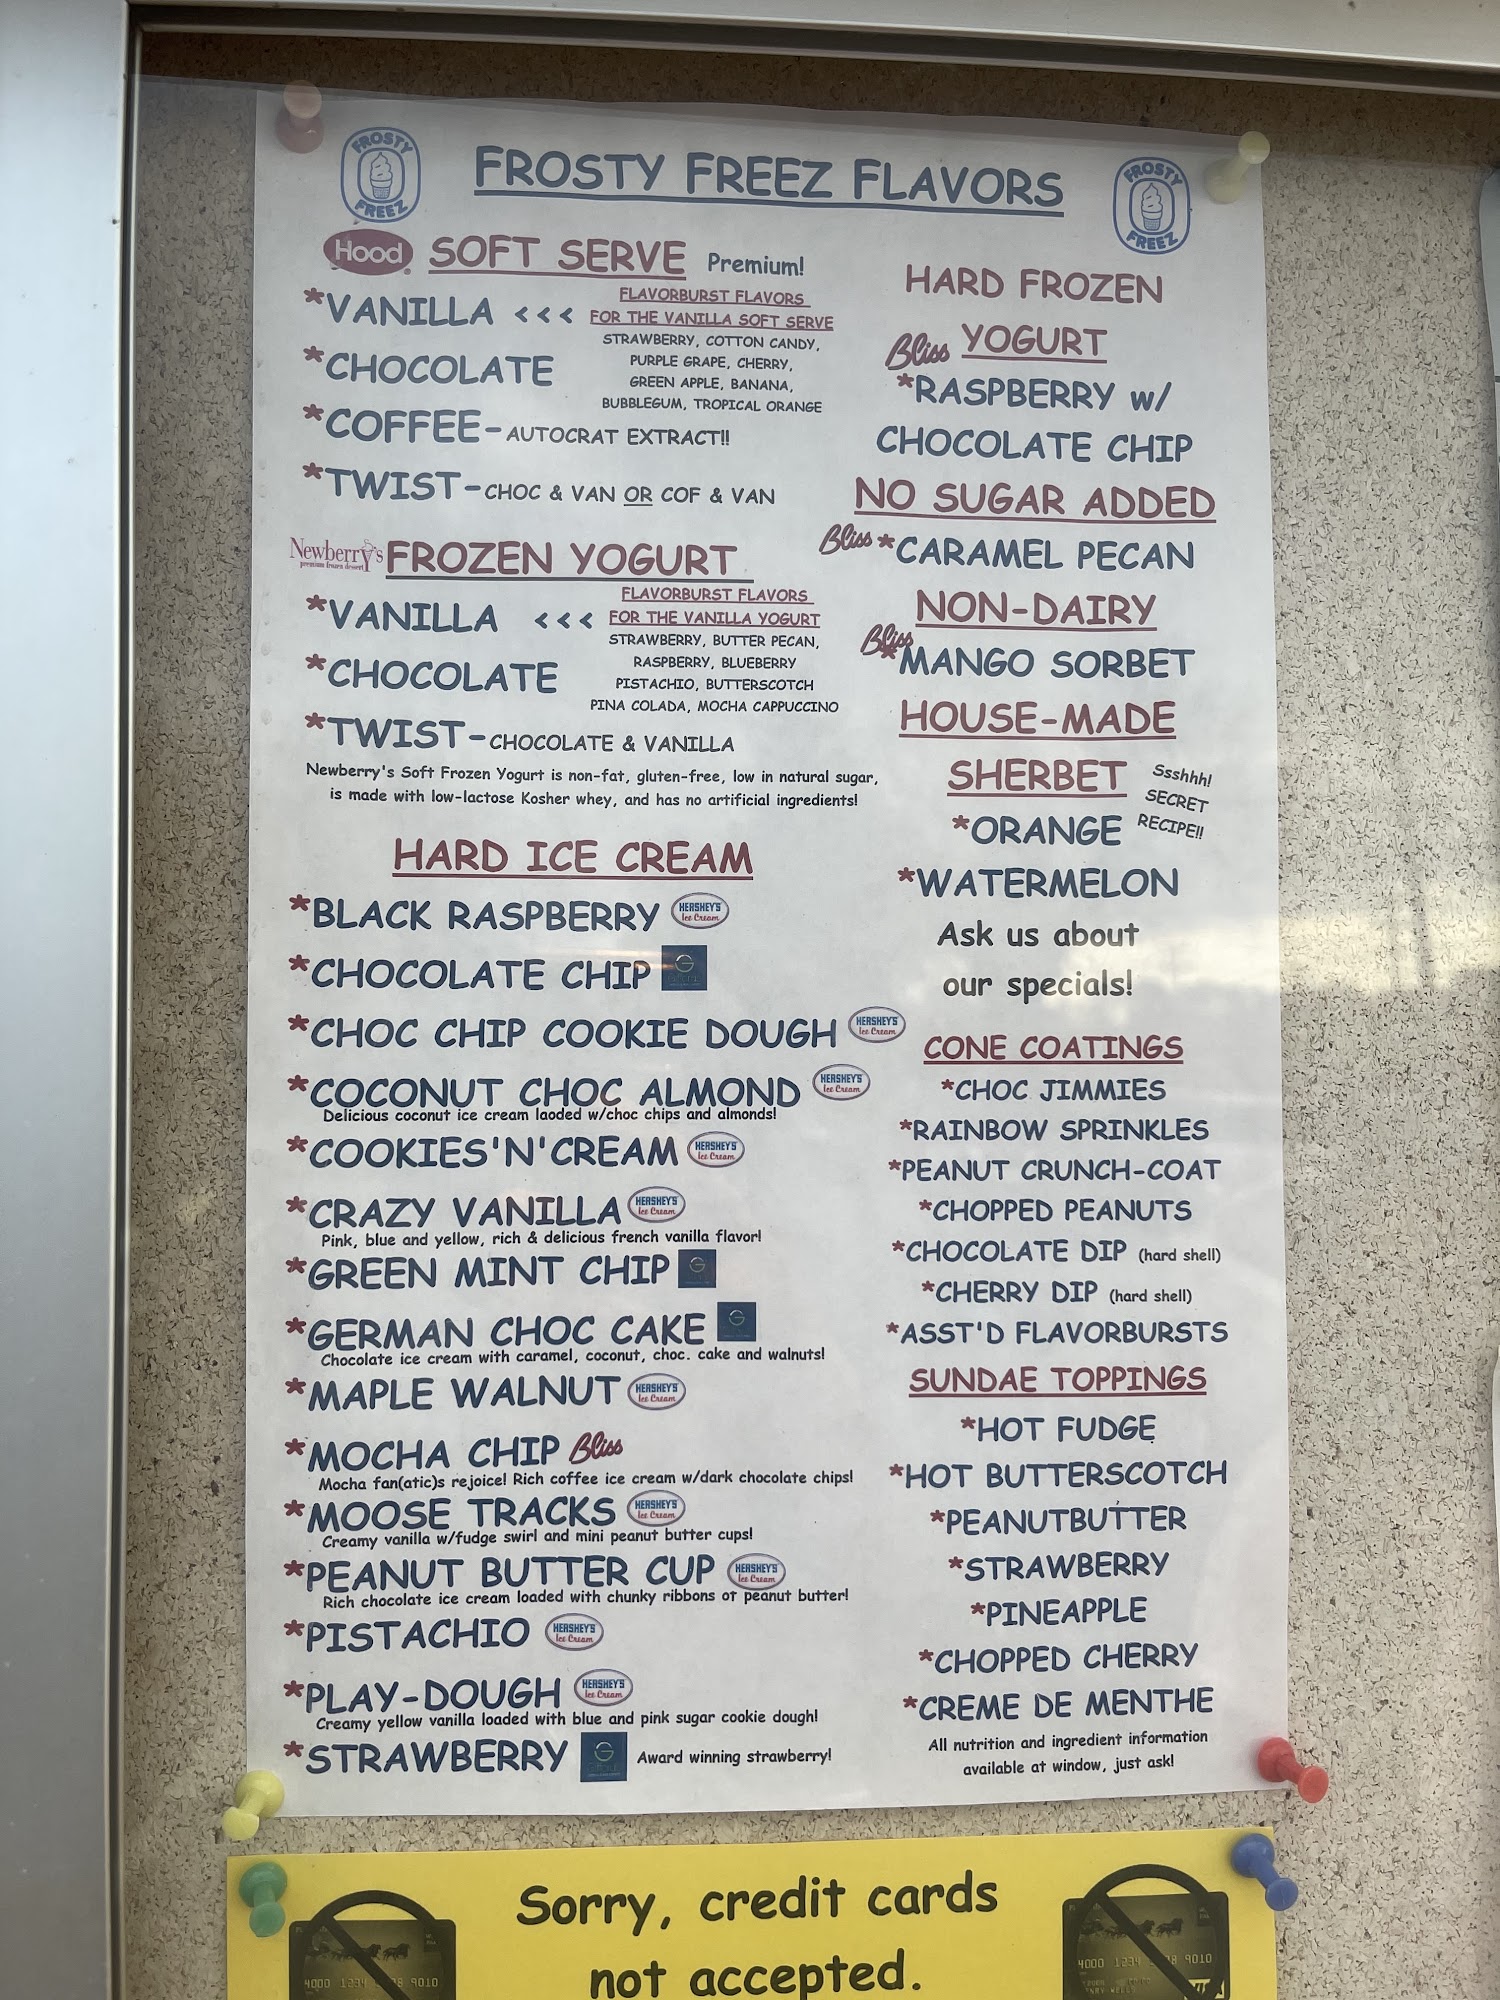 FROSTY FREEZ
FROSTY FREEZ FLAVORS
FROSTY FREEZ
Hood SOFT SERVE Premium!
*VANILLA <<<
FLAVORBURST FLAVORS
FOR THE VANILLA SOFT SERVE
STRAWBERRY, COTTON CANDY,
PURPLE GRAPE, CHERRY,
GREEN APPLE, BANANA,
BUBBLEGUM, TROPICAL ORANGE
*CHOCOLATE
*COFFEE-AUTOCRAT EXTRACT!!
*TWIST-CHOC & VAN OR COF & VAN
Newberry's premium frozen dessert FROZEN YOGURT
*VANILLA <<<
FLAVORBURST FLAVORS
FOR THE VANILLA YOGURT
STRAWBERRY, BUTTER PECAN,
RASPBERRY, BLUEBERRY
PISTACHIO, BUTTERSCOTCH
PINA COLADA, MOCHA CAPPUCCINO
*CHOCOLATE
*TWIST-CHOCOLATE & VANILLA
Newberry's Soft Frozen Yogurt is non-fat, gluten-free, low in natural sugar,
is made with low-lactose Kosher whey, and has no artificial ingredients!
HARD ICE CREAM
*BLACK RASPBERRY HERSHEY'S Ice Cream
*CHOCOLATE CHIP G
*CHOC CHIP COOKIE DOUGH HERSHEY'S Ice Cream
*COCONUT CHOC ALMOND HERSHEY'S Ice Cream
Delicious coconut ice cream laoded w/choc chips and almonds!
*COOKIES'N'CREAM HERSHEY'S Ice Cream
*CRAZY VANILLA HERSHEY'S Ice Cream
Pink, blue and yellow, rich & delicious french vanilla flavor!
*GREEN MINT CHIP G
*GERMAN CHOC CAKE G
Chocolate ice cream with caramel, coconut, choc. cake and walnuts!
*MAPLE WALNUT HERSHEY'S Ice Cream
*MOCHA CHIP Bliss
Mocha fan(atic)s rejoice! Rich coffee ice cream w/dark chocolate chips!
*MOOSE TRACKS HERSHEY'S Ice Cream
Creamy vanilla w/fudge swirl and mini peanut butter cups!
*PEANUT BUTTER CUP HERSHEY'S Ice Cream
Rich chocolate ice cream loaded with chunky ribbons of peanut butter!
*PISTACHIO HERSHEY'S Ice Cream
*PLAY-DOUGH HERSHEY'S Ice Cream
Creamy yellow vanilla loaded with blue and pink sugar cookie dough!
*STRAWBERRY G Award winning strawberry!
HARD FROZEN
Bliss YOGURT
*RASPBERRY w/
CHOCOLATE CHIP
NO SUGAR ADDED
Bliss *CARAMEL PECAN
NON-DAIRY
Bliss *MANGO SORBET
HOUSE-MADE
SHERBET
Ssshhh!
SECRET
RECIPE!!
*ORANGE
*WATERMELON
Ask us about
our specials!
CONE COATINGS
*CHOC JIMMIES
*RAINBOW SPRINKLES
*PEANUT CRUNCH-COAT
*CHOPPED PEANUTS
*CHOCOLATE DIP (hard shell)
*CHERRY DIP (hard shell)
*ASST'D FLAVORBURSTS
SUNDAE TOPPINGS
*HOT FUDGE
*HOT BUTTERSCOTCH
*PEANUTBUTTER
*STRAWBERRY
*PINEAPPLE
*CHOPPED CHERRY
*CREME DE MENTHE
All nutrition and ingredient information
available at window, just ask!
Sorry, credit cards
not accepted.
4000 1234 9010
4000 1234 9010